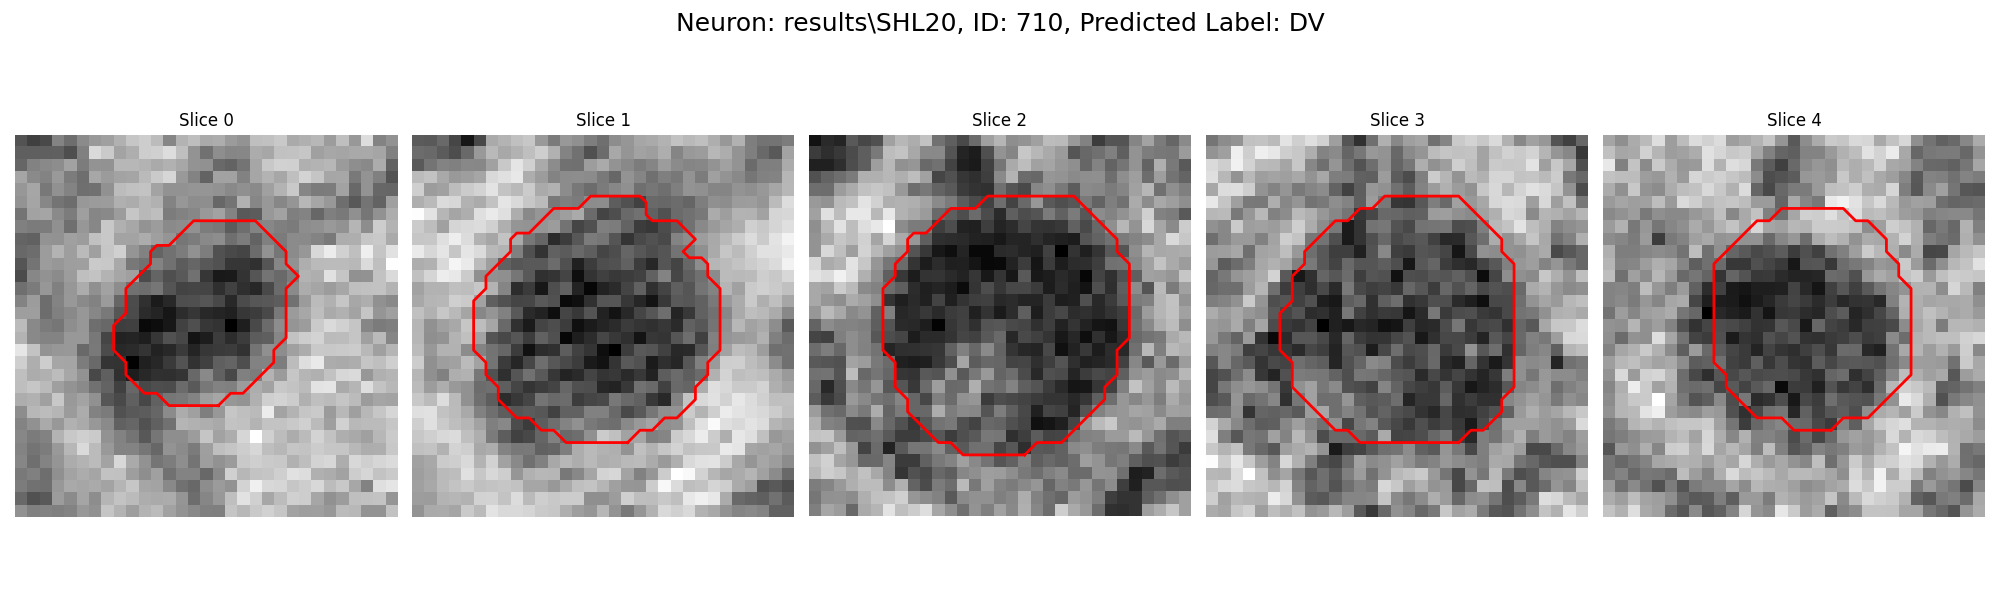 Neuron: results\SHL20, ID: 710, Predicted Label: DV
Slice 0
Slice 1
Slice 2
Slice 3
Slice 4